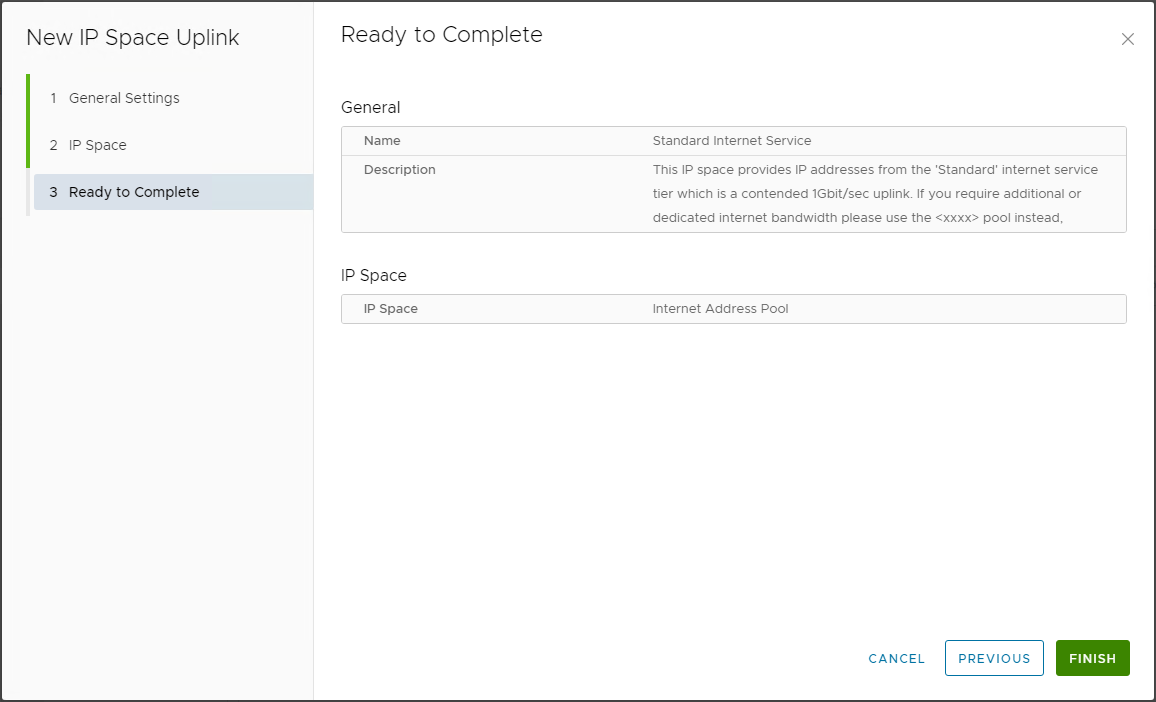 New IP Space Uplink
1 General Settings
2 IP Space
3 Ready to Complete
Ready to Complete
General
Name Standard Internet Service
Description This IP space provides IP addresses from the 'Standard' internet service
tier which is a contended 1Gbit/sec uplink. If you require additional or
dedicated internet bandwidth please use the <xxxx> pool instead,
IP Space
IP Space Internet Address Pool
CANCEL PREVIOUS FINISH